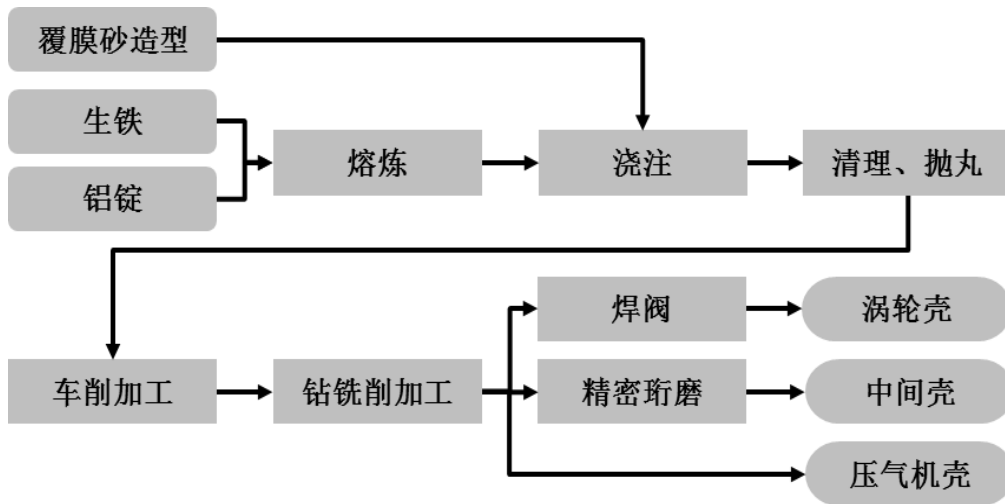 覆膜砂造型
生铁
铝锭
熔炼
浇注
清理、抛丸
车削加工
钻铣削加工
焊阀
涡轮壳
精密珩磨
中间壳
压气机壳